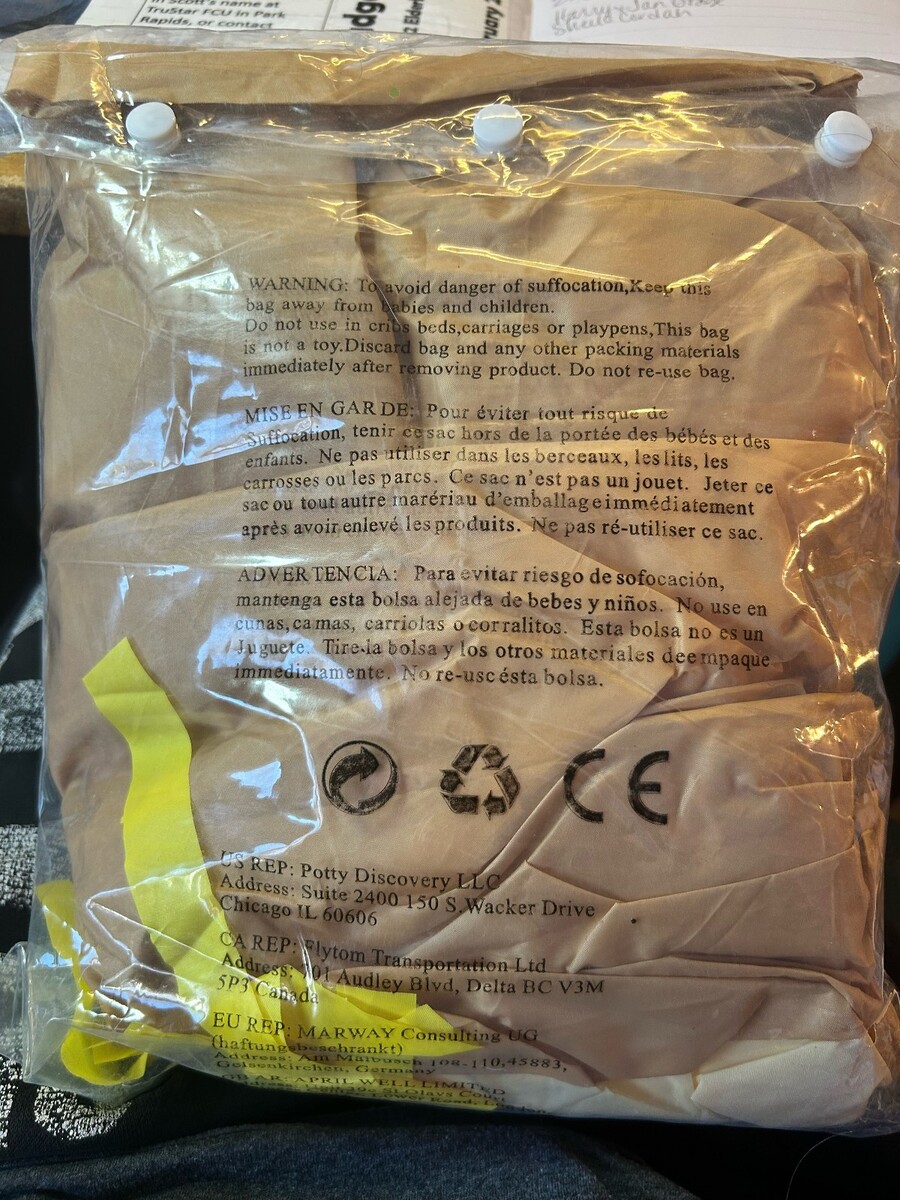 in Scott's name at
TruStar FCU in Park
Rapids, or contact
WARNING: To avoid danger of suffocation,Keep this
bag away from babies and children.
Do not use in cribs beds,carriages or playpens,This bag
is not a toy.Discard bag and any other packing materials
immediately after removing product. Do not re-use bag.
MISE EN GARDE: Pour éviter tout risque de
Suffocation, tenir ce sac hors de la portée des bébés et des
enfants. Ne pas utiliser dans les berceaux, les lits, les
carrosses ou les parcs. Ce sac n'est pas un jouet. Jeter ce
sac ou tout autre marériau d'emballage immédiatement
après avoir enlevé les produits. Ne pas ré-utiliser ce sac.
ADVERTENCIA: Para evitar riesgo de sofocación,
mantenga esta bolsa alejada de bebes y niños. No use en
cunas,camas, carriolas o corralitos. Esta bolsa no es un
Juguete. Tire la bolsa y los otros materiales de empaque
immediatamente. No re-use ésta bolsa.
CE
US REP: Potty Discovery LLC
Address: Suite 2400 150 S.Wacker Drive
Chicago IL 60606
CA REP: Flytom Transportation Ltd
Address: Audley Blvd, Delta BC V3M
5P3 Canada
EU REP: MARWAY Consulting UG
(haftungsbeschrankt)
Address: Am 108-110,45883,
Gelsenkirchen, Germany
APRIL WELL LIMITED